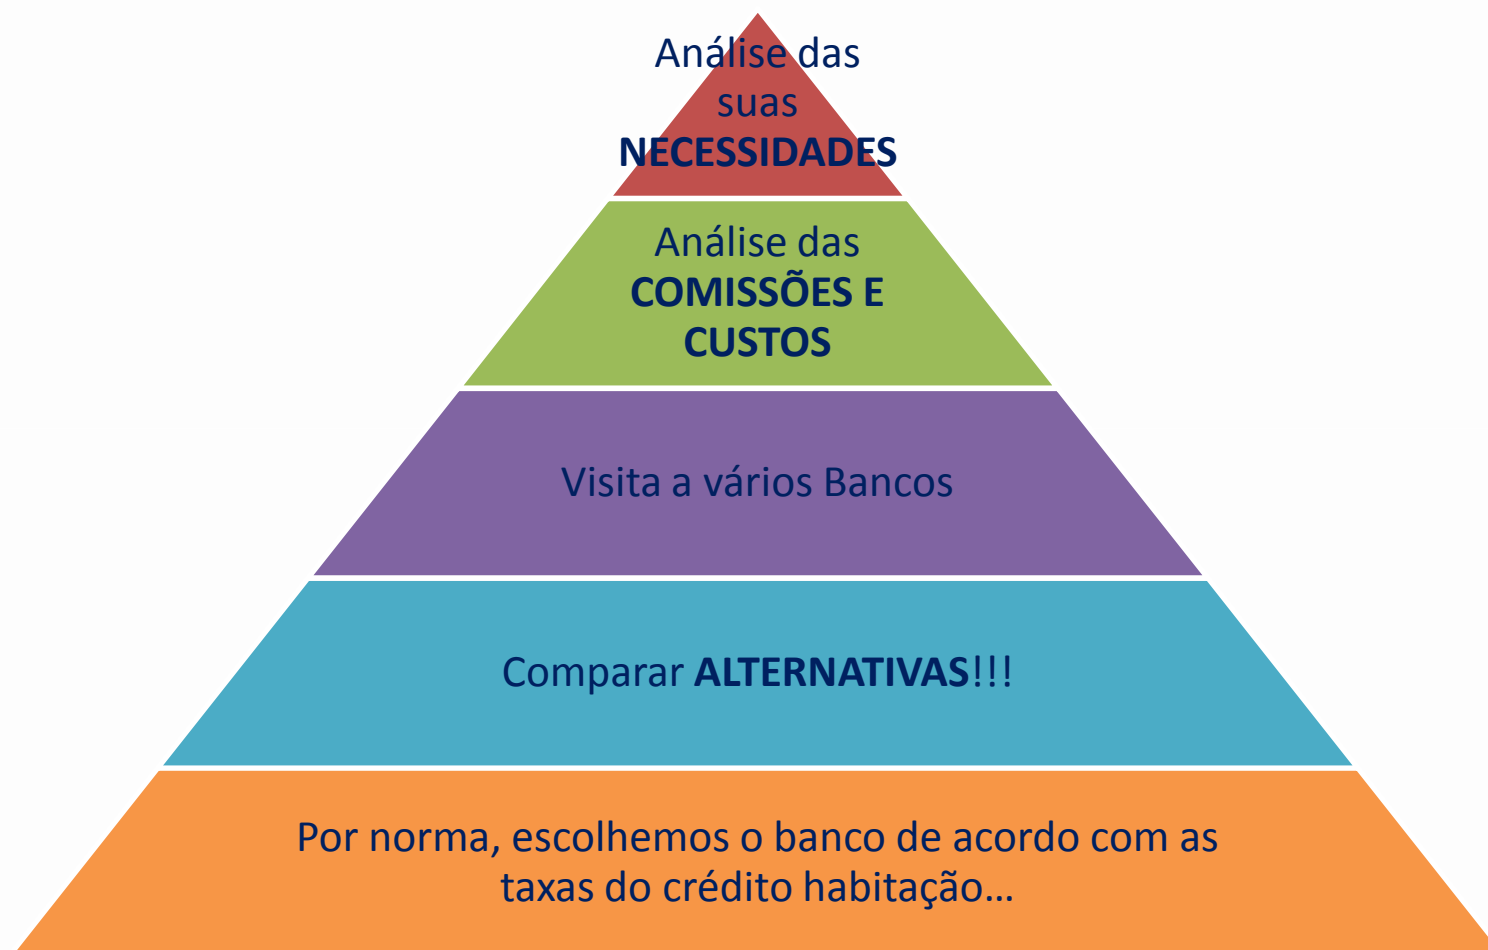 Análise das
suas
NECESSIDADES
Análise das
COMISSÕES E
CUSTOS
Visita a vários Bancos
Comparar ALTERNATIVAS!!!
Por norma, escolhemos o banco de acordo com as
taxas do crédito habitação...